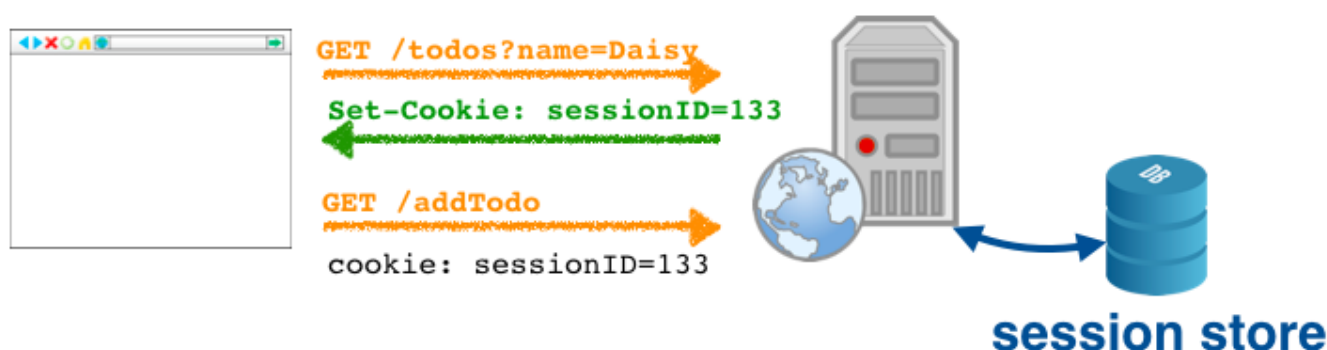 GET /todos?name=Daisy
Set-Cookie: sessionID=133
GET /addTodo
cookie: sessionID=133
DB
session store